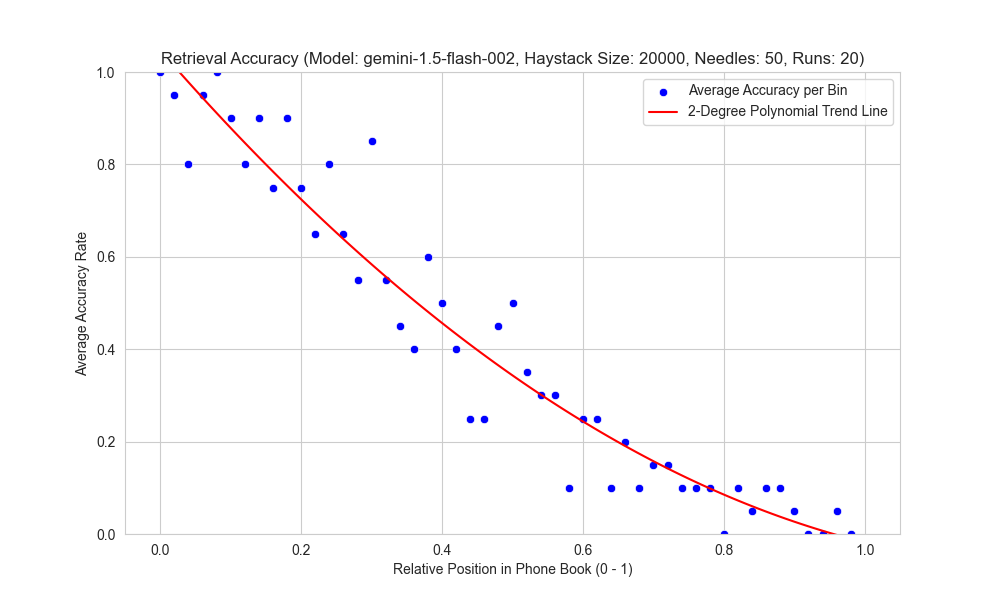 Retrieval Accuracy (Model: gemini-1.5-flash-002, Haystack Size: 20000, Needles: 50, Runs: 20)
Average Accuracy per Bin
2-Degree Polynomial Trend Line
1.0
0.8
0.6
0.4
0.2
0.0
Average Accuracy Rate
0.0 0.2 0.4 0.6 0.8 1.0
Relative Position in Phone Book (0 - 1)